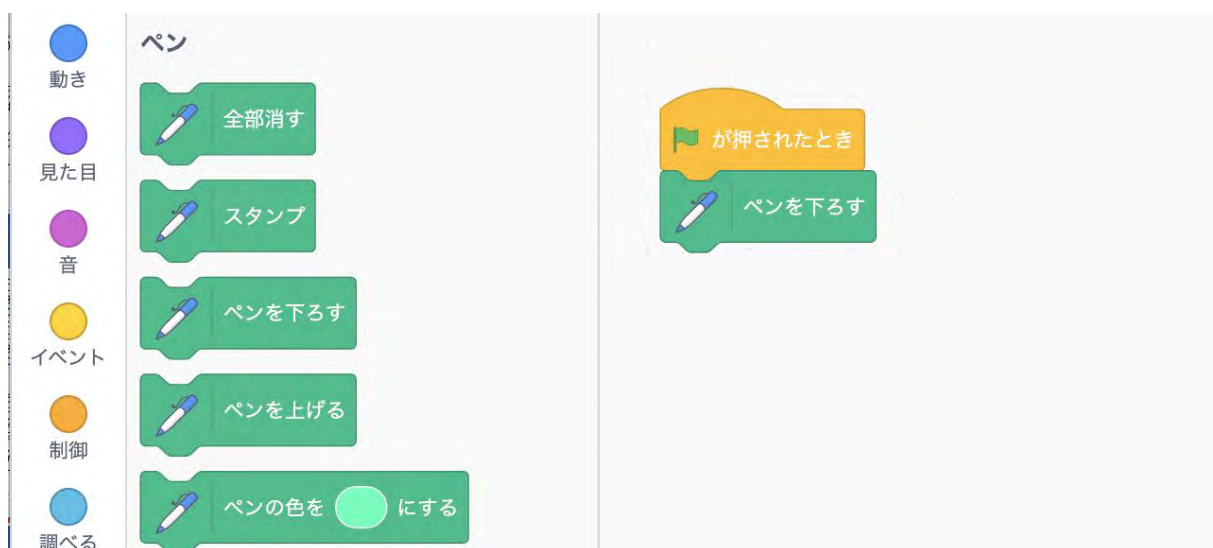 動き
見た目
音
イベント
制御
調べる
ペン
全部消す
スタンプ
ペンを下ろす
ペンを上げる
ペンの色を にする
が押されたとき
ペンを下ろす